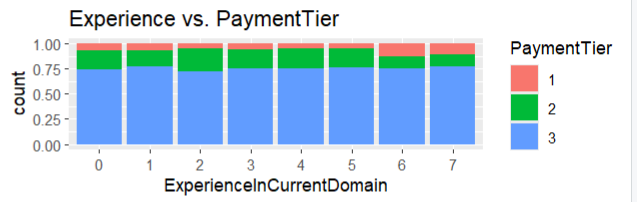 Experience vs. PaymentTier
1.00
0.75
0.50
0.25
0.00
count
0 1 2 3 4 5 6 7
ExperienceInCurrentDomain
PaymentTier
1
2
3